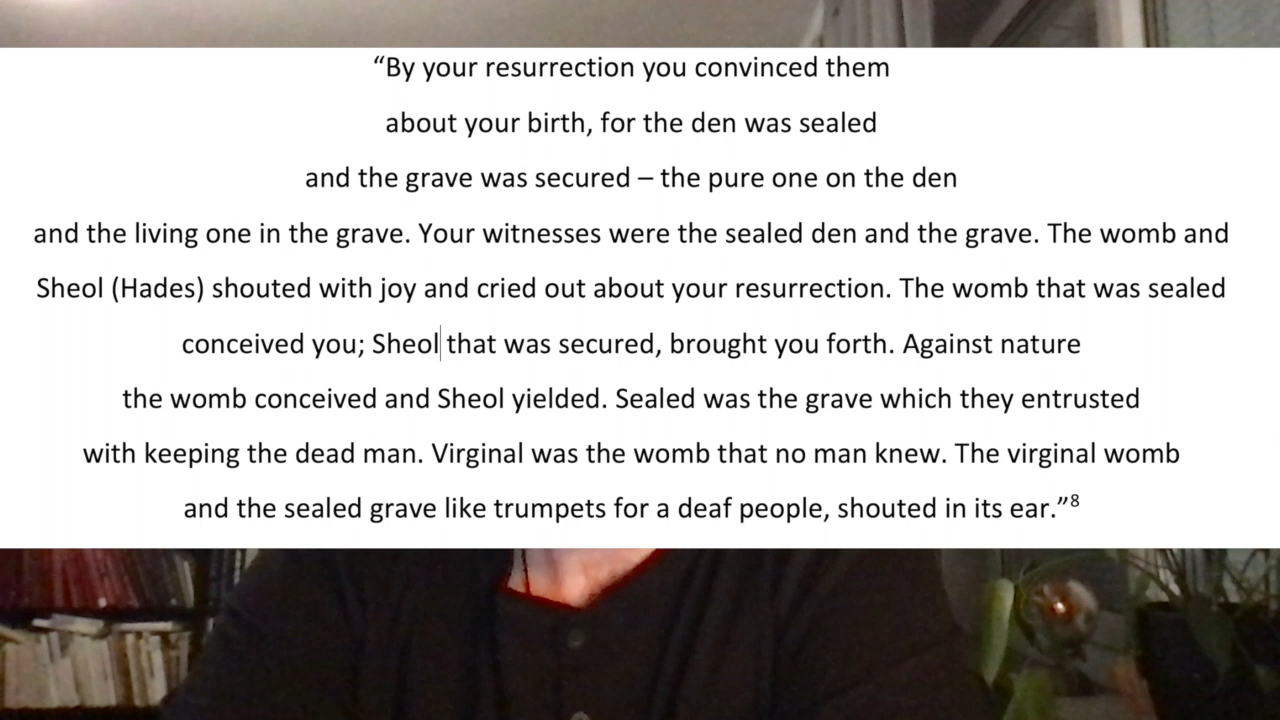 “By your resurrection you convinced them
about your birth, for the den was sealed
and the grave was secured – the pure one on the den
and the living one in the grave. Your witnesses were the sealed den and the grave. The womb and
Sheol (Hades) shouted with joy and cried out about your resurrection. The womb that was sealed
conceived you; Sheol that was secured, brought you forth. Against nature
the womb conceived and Sheol yielded. Sealed was the grave which they entrusted
with keeping the dead man. Virginal was the womb that no man knew. The virginal womb
and the sealed grave like trumpets for a deaf people, shouted in its ear.”⁸